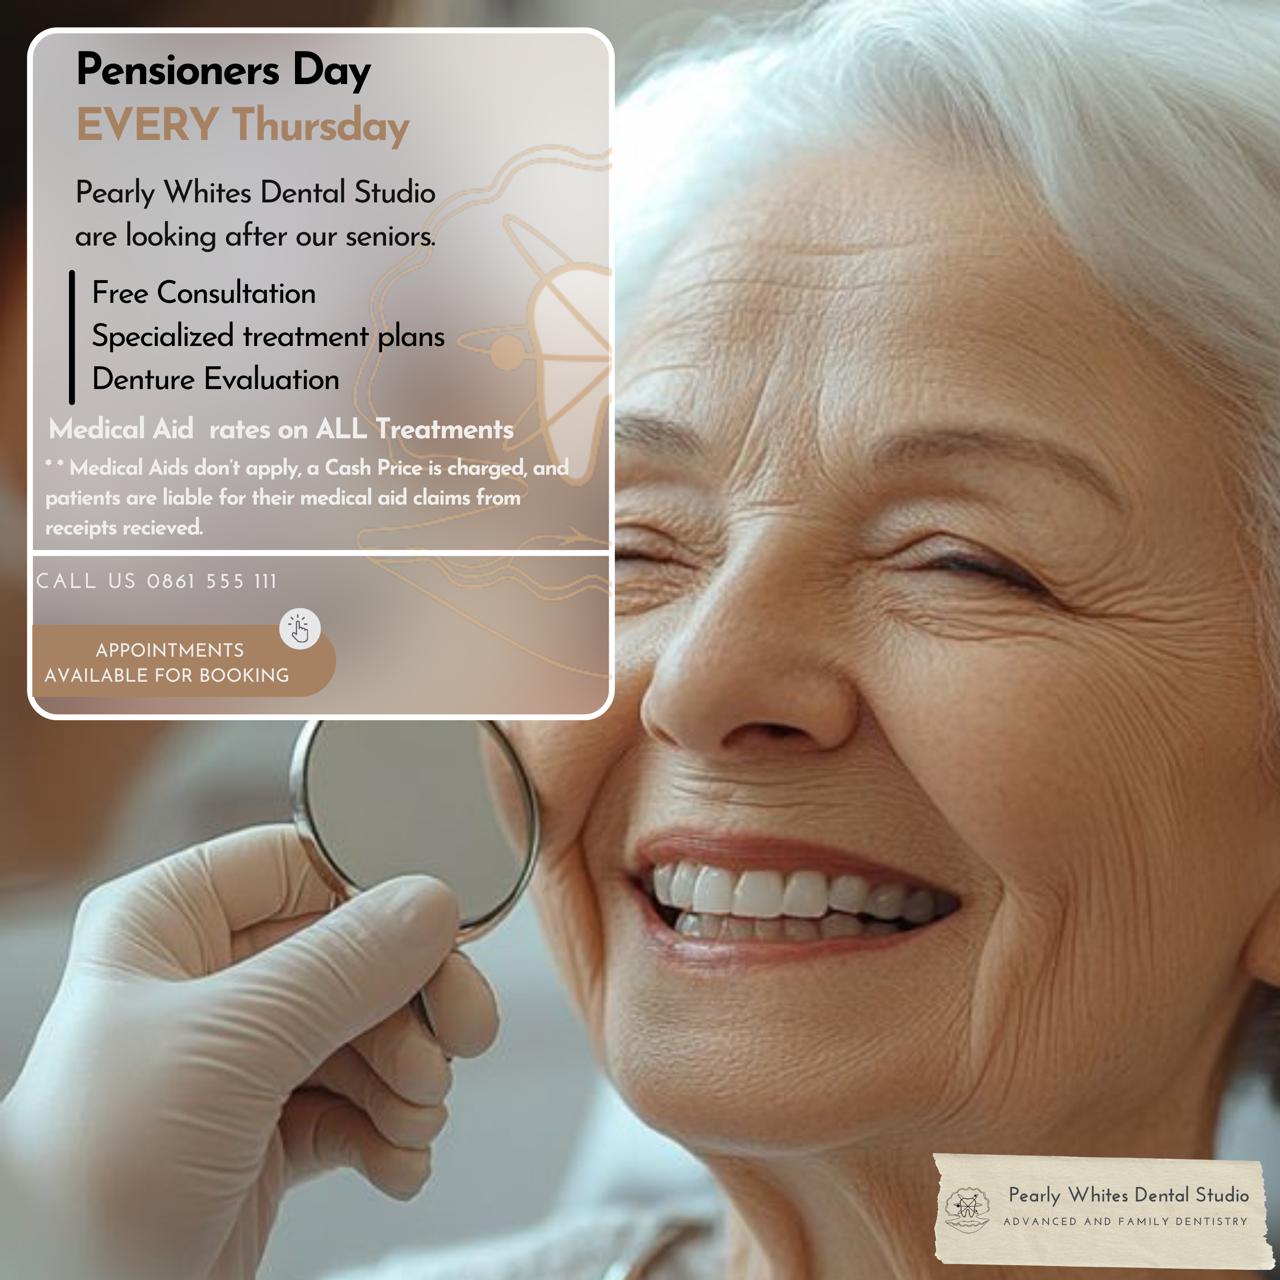 Pensioners Day
EVERY Thursday
Pearly Whites Dental Studio
are looking after our seniors.
Free Consultation
Specialized treatment plans
Denture Evaluation
Medical Aid rates on ALL Treatments
** Medical Aids don't apply, a Cash Price is charged, and
patients are liable for their medical aid claims from
receipts recieved.
CALL US 0861 555 111
APPOINTMENTS
AVAILABLE FOR BOOKING
Pearly Whites Dental Studio
ADVANCED AND FAMILY DENTISTRY